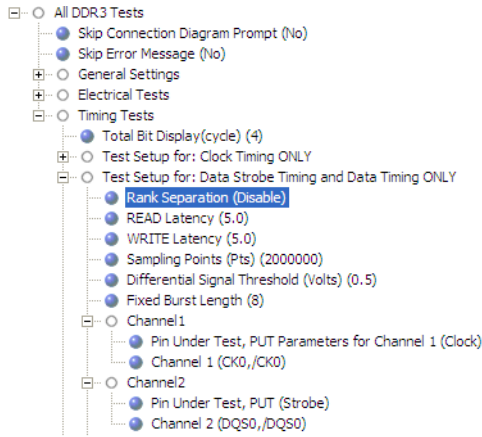 All DDR3 Tests
Skip Connection Diagram Prompt (No)
Skip Error Message (No)
General Settings
Electrical Tests
Timing Tests
Total Bit Display(cycle) (4)
Test Setup for: Clock Timing ONLY
Test Setup for: Data Strobe Timing and Data Timing ONLY
Rank Separation (Disable)
READ Latency (5.0)
WRITE Latency (5.0)
Sampling Points (Pts) (2000000)
Differential Signal Threshold (Volts) (0.5)
Fixed Burst Length (8)
Channel1
Pin Under Test, PUT Parameters for Channel 1 (Clock)
Channel 1 (CK0,/CK0)
Channel2
Pin Under Test, PUT (Strobe)
Channel 2 (DQS0,/DQS0)